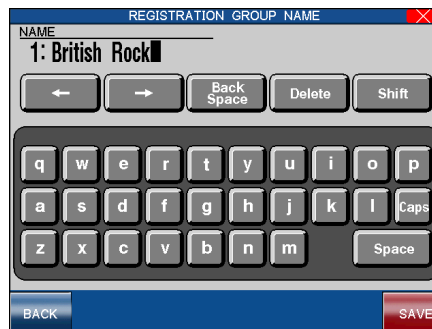 REGISTRATION GROUP NAME
NAME
1: British Rock
← → Back Space Delete Shift
q w e r t y u i o p
a s d f g h j k l Caps
z x c v b n m Space
BACK SAVE